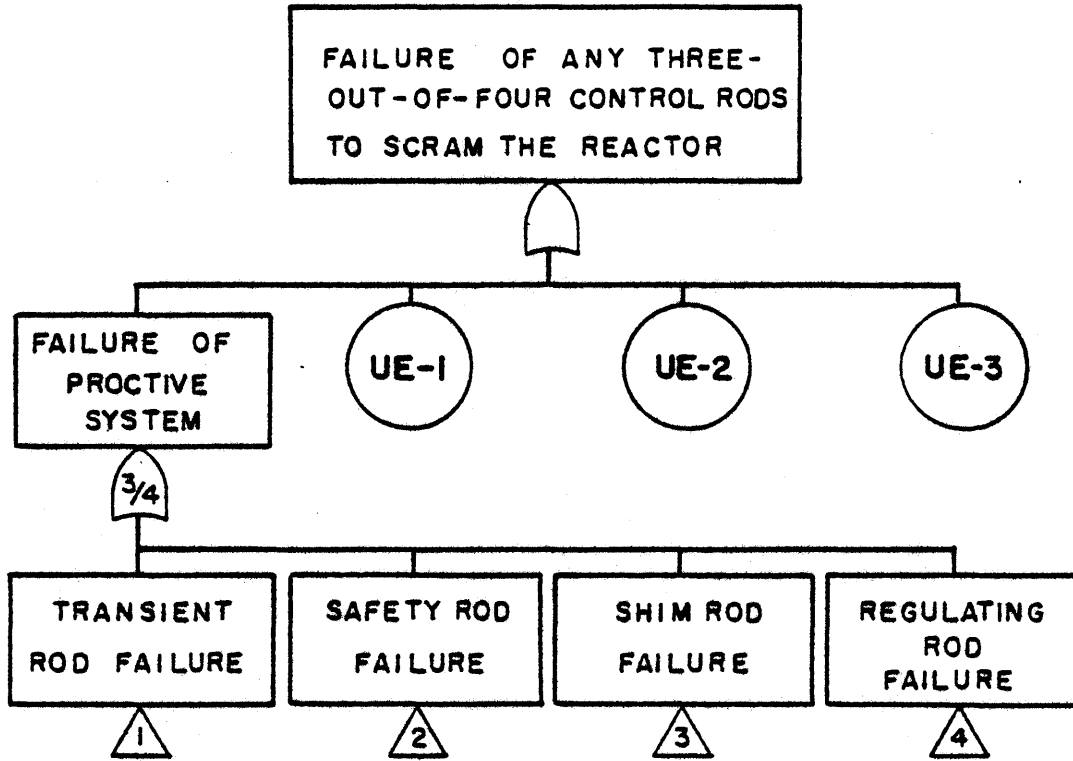 FAILURE OF ANY THREE-
OUT-OF-FOUR CONTROL RODS
TO SCRAM THE REACTOR
FAILURE OF
PROCTIVE
SYSTEM
UE-1
UE-2
UE-3
3/4
TRANSIENT
ROD FAILURE
SAFETY ROD
FAILURE
SHIM ROD
FAILURE
REGULATING
ROD
FAILURE
1
2
3
4